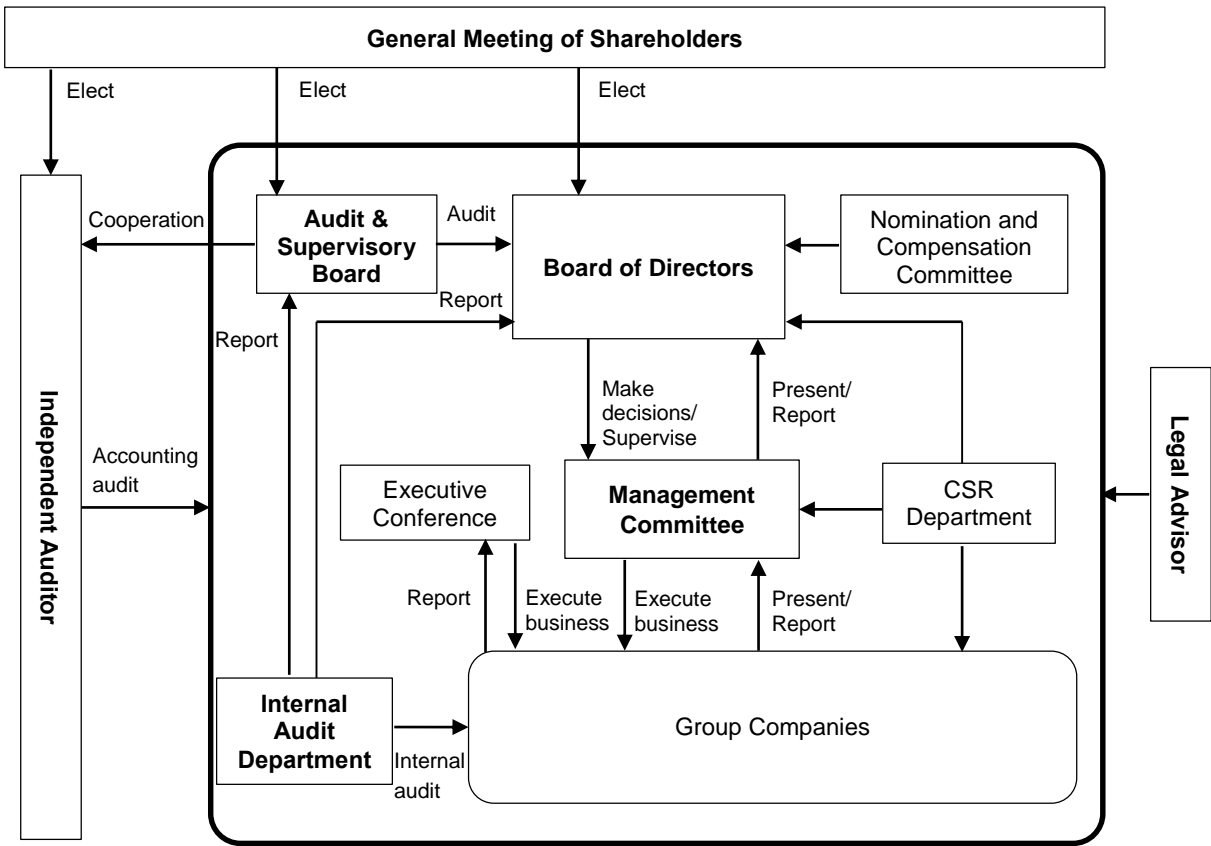 General Meeting of Shareholders
Elect
Elect
Elect
Cooperation
Audit &
Supervisory
Board
Audit
Board of Directors
Nomination and
Compensation
Committee
Report
Report
Make
decisions/
Supervise
Present/
Report
Independent Auditor
Accounting
audit
Executive
Conference
Management
Committee
CSR
Department
Legal Advisor
Report
Execute
business
Execute
business
Present/
Report
Internal
Audit
Department
Internal
audit
Group Companies